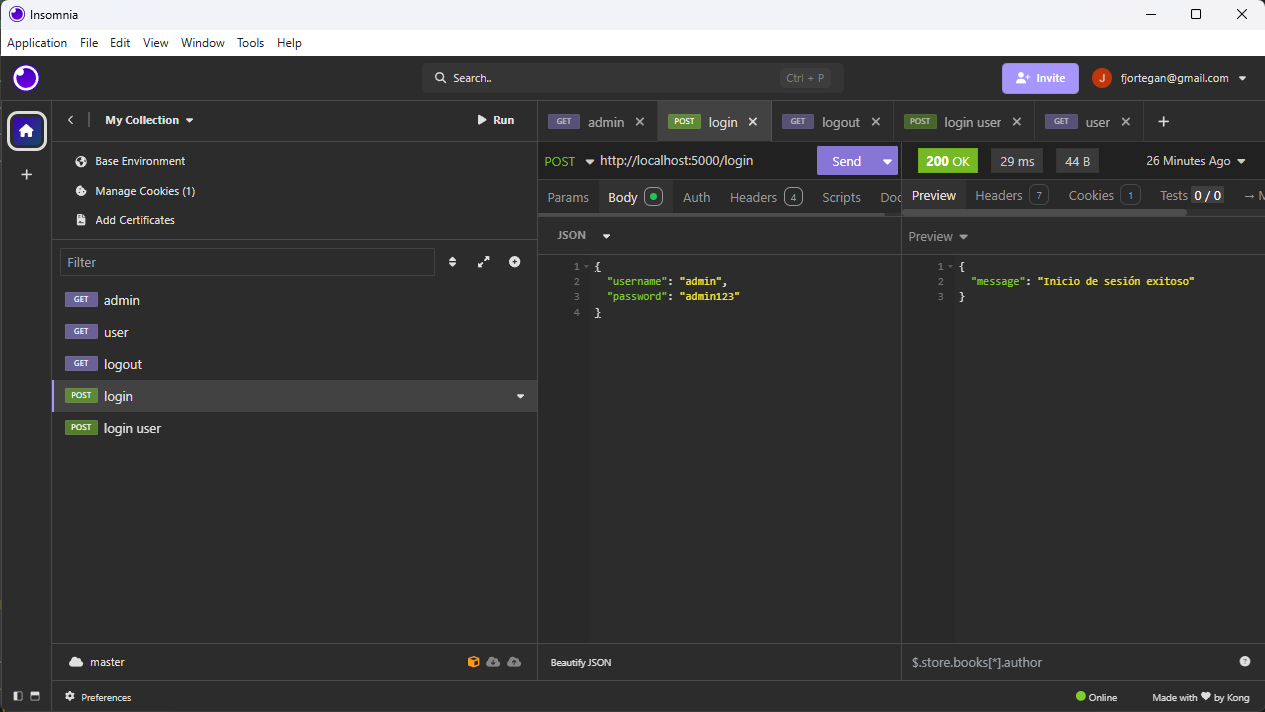 Insomnia
Application File Edit View Window Tools Help
Search.. Ctrl + P Invite J fjortegan@gmail.com
My Collection Run
GET admin POST login GET logout POST login user GET user
Base Environment
Manage Cookies (1)
Add Certificates
POST http://localhost:5000/login Send 200 OK 29 ms 44 B 26 Minutes Ago
Params Body Auth Headers 4 Scripts Doc Preview Headers 7 Cookies 1 Tests 0 / 0 → M
JSON Preview
Filter
GET admin
GET user
GET logout
POST login
POST login user
1 {
2 "username": "admin",
3 "password": "admin123"
4 }
1 {
2 "message": "Inicio de sesión exitoso"
3 }
master Beautify JSON $.store.books[*].author ?
Preferences Online Made with ♥ by Kong